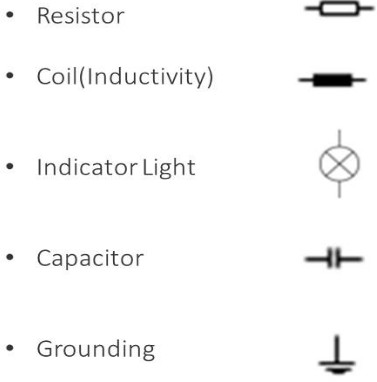 • Resistor
• Coil(Inductivity)
• Indicator Light
• Capacitor
• Grounding